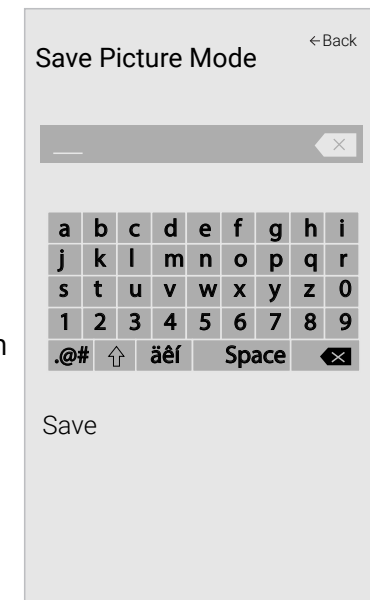 ←Back
Save Picture Mode
a b c d e f g h i
j k l m n o p q r
s t u v w x y z 0
1 2 3 4 5 6 7 8 9
.@# äêí Space
Save